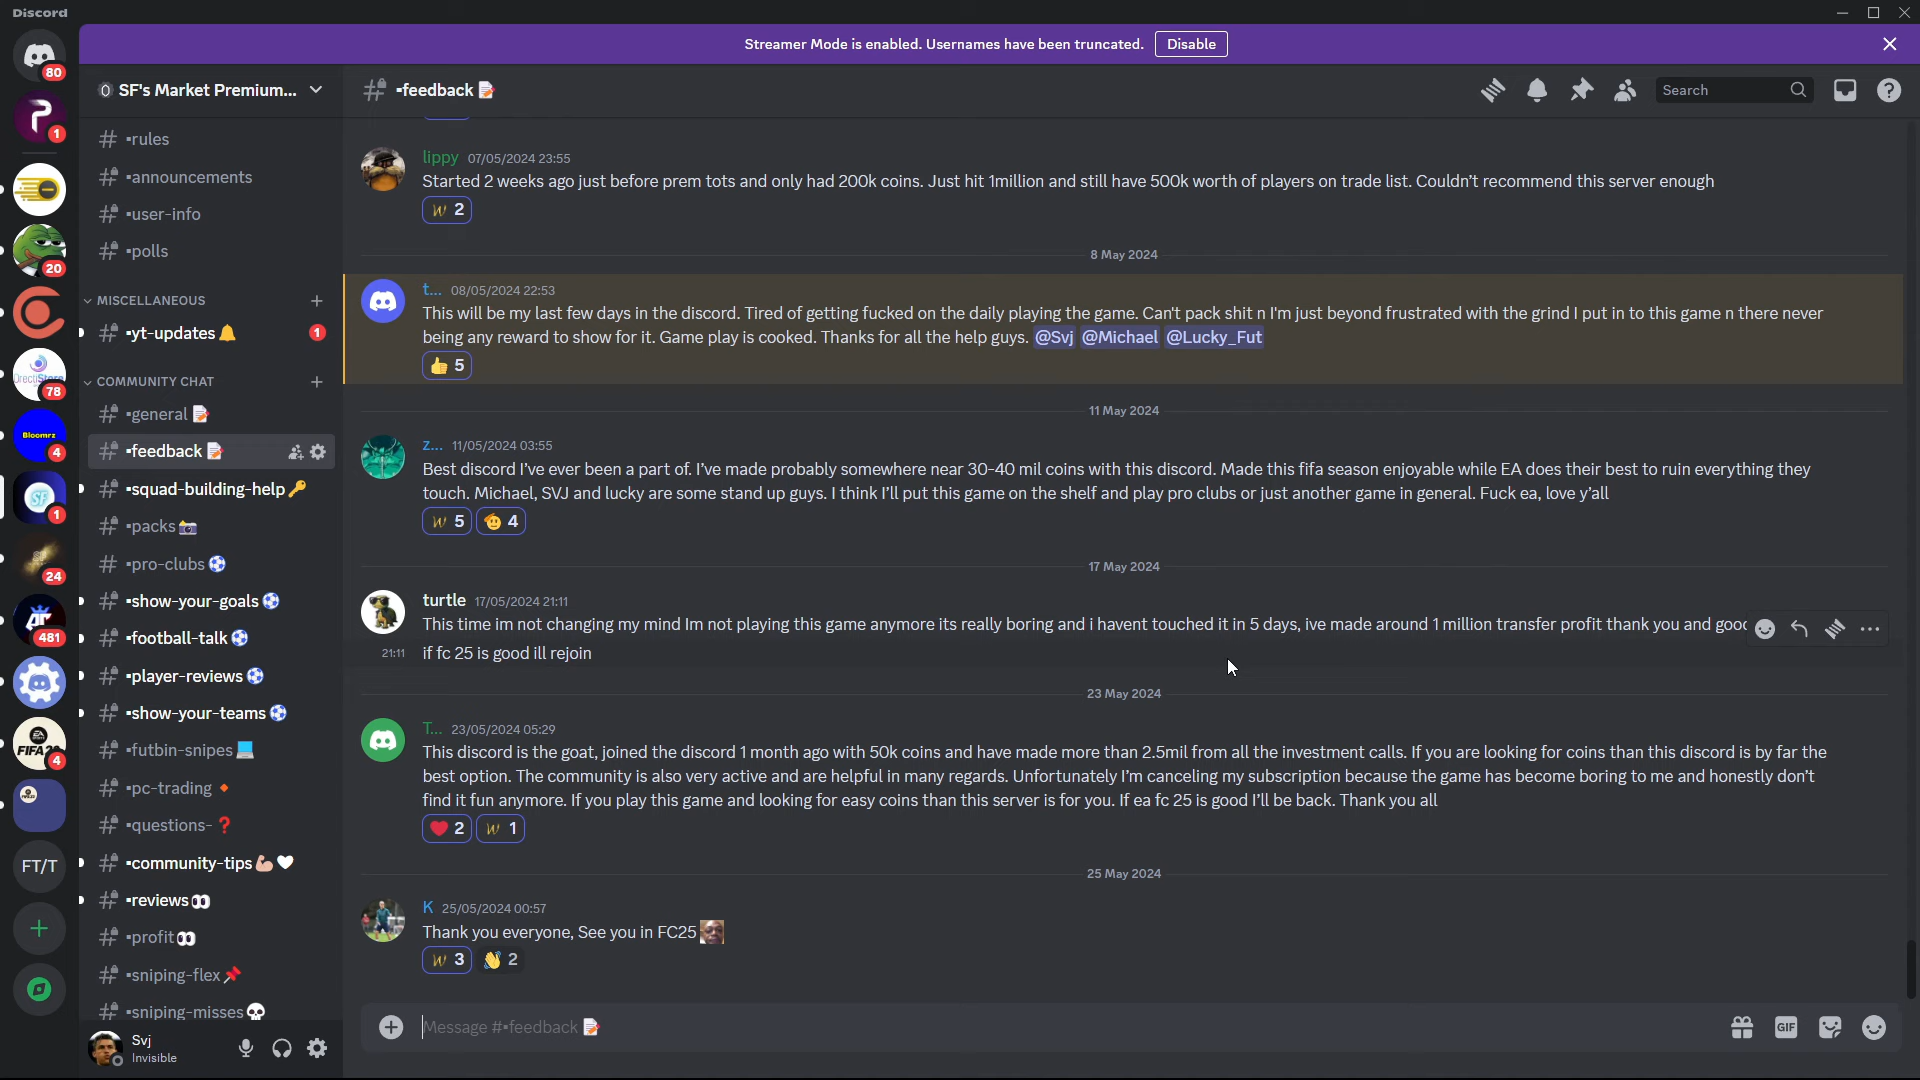 Discord
Streamer Mode is enabled. Usernames have been truncated. Disable
SF's Market Premium...
▪feedback📝
Search
80
1
20
DirectiStore
78
Bloomrz
4
1
24
481
FIFA
4
FT/T
▪rules
▪announcements
▪user-info
▪polls
MISCELLANEOUS
▪yt-updates🔔 1
COMMUNITY CHAT
▪general📝
▪feedback📝
▪squad-building-help🔑
▪packs📸
▪pro-clubs⚽
▪show-your-goals⚽
▪football-talk⚽
▪player-reviews⚽
▪show-your-teams⚽
▪futbin-snipes💻
▪pc-trading🔸
▪questions-❓
▪community-tips💪🤍
▪reviews👀
▪profit👀
▪sniping-flex📌
▪sniping-misses💀
Svj
Invisible
lippy 07/05/2024 23:55
Started 2 weeks ago just before prem tots and only had 200k coins. Just hit 1million and still have 500k worth of players on trade list. Couldn't recommend this server enough
W 2
8 May 2024
t... 08/05/2024 22:53
This will be my last few days in the discord. Tired of getting fucked on the daily playing the game. Can't pack shit n I'm just beyond frustrated with the grind I put in to this game n there never
being any reward to show for it. Game play is cooked. Thanks for all the help guys. @Svj @Michael @Lucky_Fut
👍 5
11 May 2024
z... 11/05/2024 03:55
Best discord I've ever been a part of. I've made probably somewhere near 30-40 mil coins with this discord. Made this fifa season enjoyable while EA does their best to ruin everything they
touch. Michael, SVJ and lucky are some stand up guys. I think I'll put this game on the shelf and play pro clubs or just another game in general. Fuck ea, love y'all
W 5 🫡 4
17 May 2024
turtle 17/05/2024 21:11
This time im not changing my mind Im not playing this game anymore its really boring and i havent touched it in 5 days, ive made around 1 million transfer profit thank you and
21:11 if fc 25 is good ill rejoin
23 May 2024
T... 23/05/2024 05:29
This discord is the goat, joined the discord 1 month ago with 50k coins and have made more than 2.5mil from all the investment calls. If you are looking for coins than this discord is by far the
best option. The community is also very active and are helpful in many regards. Unfortunately I'm canceling my subscription because the game has become boring to me and honestly don't
find it fun anymore. If you play this game and looking for easy coins than this server is for you. If ea fc 25 is good I'll be back. Thank you all
❤️ 2 W 1
25 May 2024
K 25/05/2024 00:57
Thank you everyone, See you in FC25
W 3 👋 2
Message #▪feedback📝
GIF